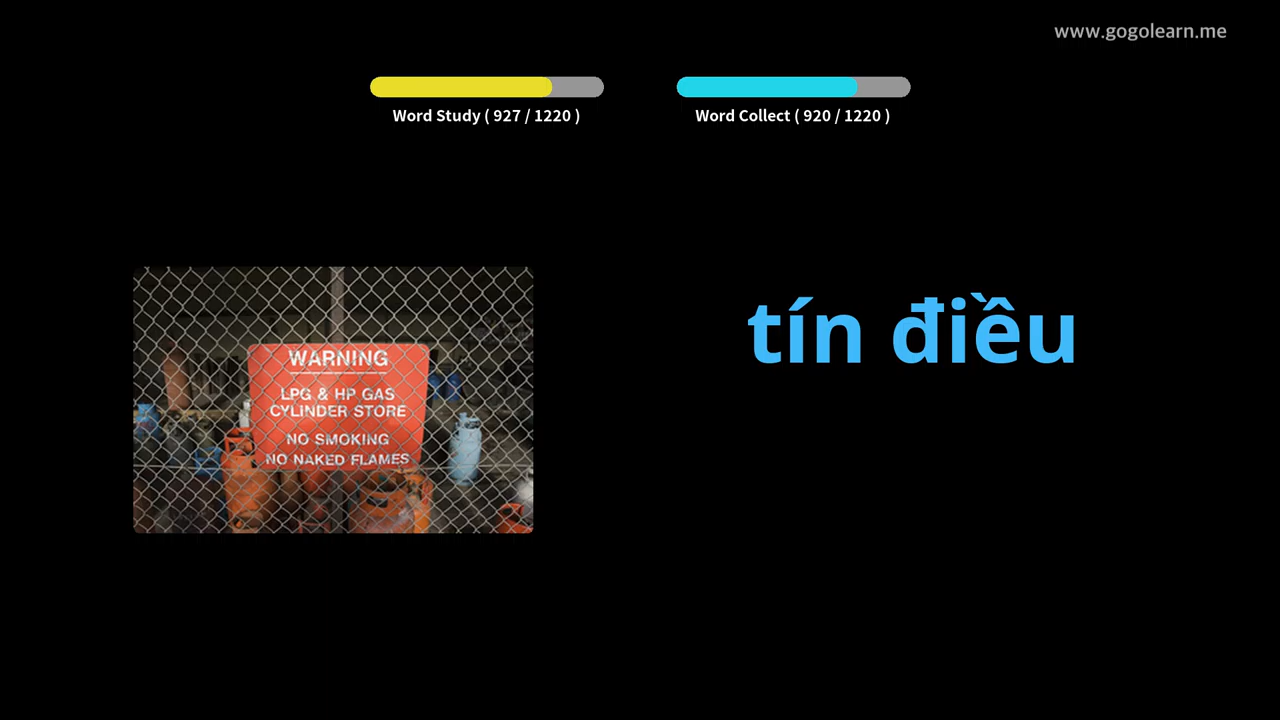 www.gogolearn.me
Word Study ( 927 / 1220 )
Word Collect ( 920 / 1220 )
tín điều
WARNING
LPG & HP GAS
CYLINDER STORE
NO SMOKING
NO NAKED FLAMES